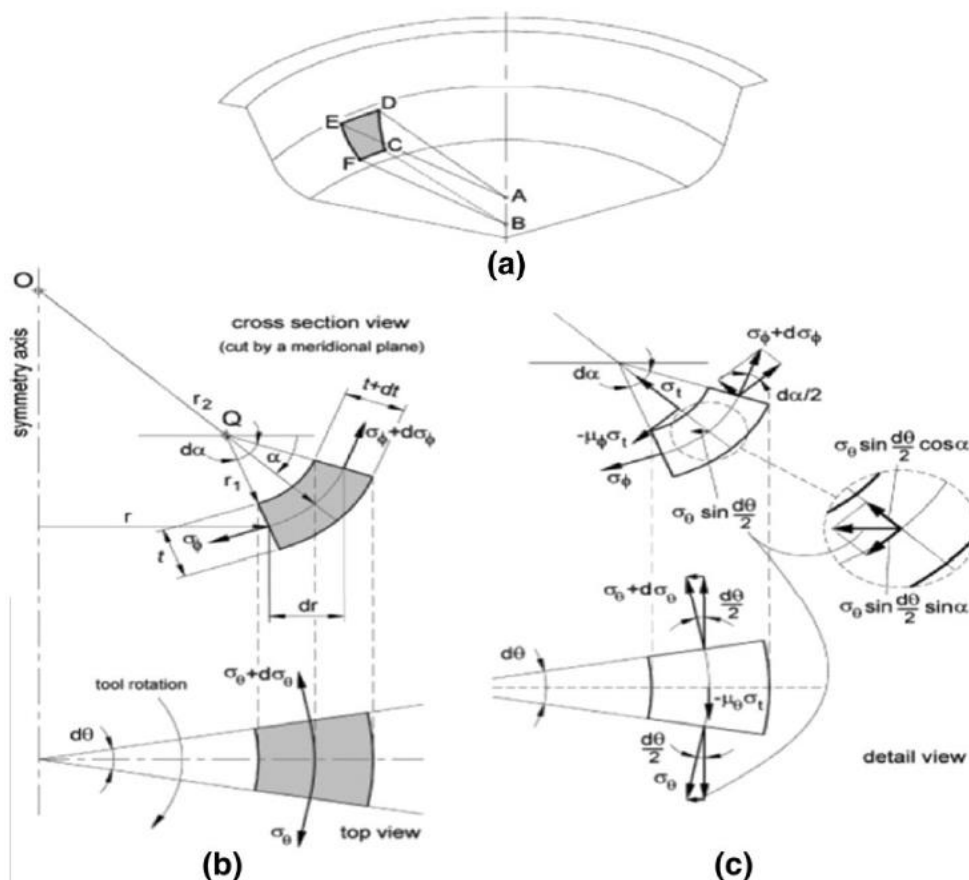 D
E
C
F
A
B
(a)
O
symmetry axis
cross section view
(cut by a meridional plane)
t+dt
r₂
Q
σϕ+dσϕ
dα
α
r₁
r
σϕ
t
dr
σθ+dσθ
tool rotation
dθ
σθ
top view
(b)
σϕ+dσϕ
dα
σt
dα/2
-μϕσt
σϕ
σθ sin dθ/2 cosα
σθ sin dθ/2
σθ sin dθ/2 sinα
σθ+dσθ
dθ/2
dθ
-μθσt
dθ/2
σθ
detail view
(c)